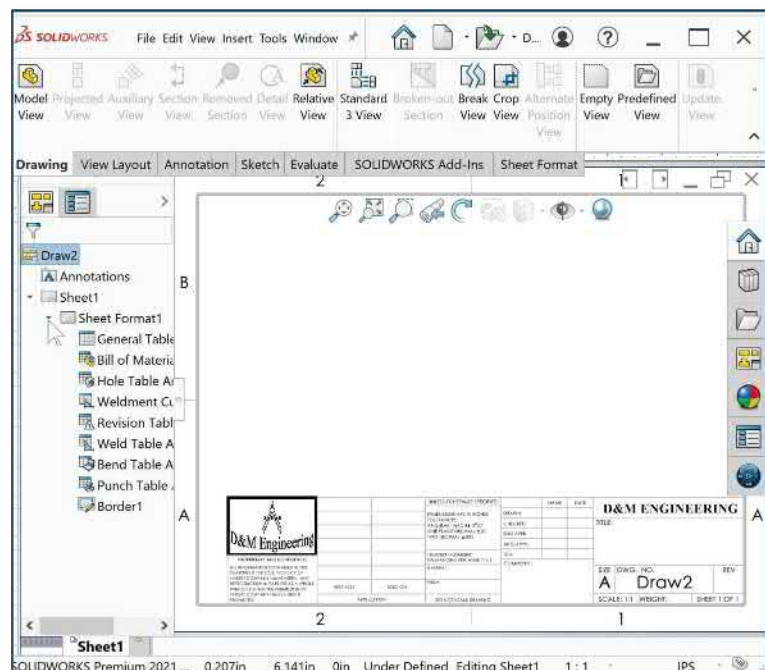 SOLIDWORKS File Edit View Insert Tools Window D...
Model View Projected View Auxiliary View Section View Removed Section Detail View Relative View Standard 3 View Broken-out Section Break View Crop View Alternate Position View Empty View Predefined View Update View
Drawing View Layout Annotation Sketch Evaluate SOLIDWORKS Add-Ins Sheet Format
2 1
Draw2
Annotations
Sheet1
Sheet Format1
General Table
Bill of Materia
Hole Table A
Weldment Cu
Revision Tabl
Weld Table A
Bend Table A
Punch Table
Border1
B
A A
D&M Engineering
NAME DATE
D&M ENGINEERING
TITLE:
SIZE DWG. NO. REV
A Draw2
SCALE: 1:1 WEIGHT: SHEET 1 OF 1
2 1
Sheet1
SOLIDWORKS Premium 2021 ... 0.207in 6.141in 0in Under Defined Editing Sheet1 1 : 1 IPS